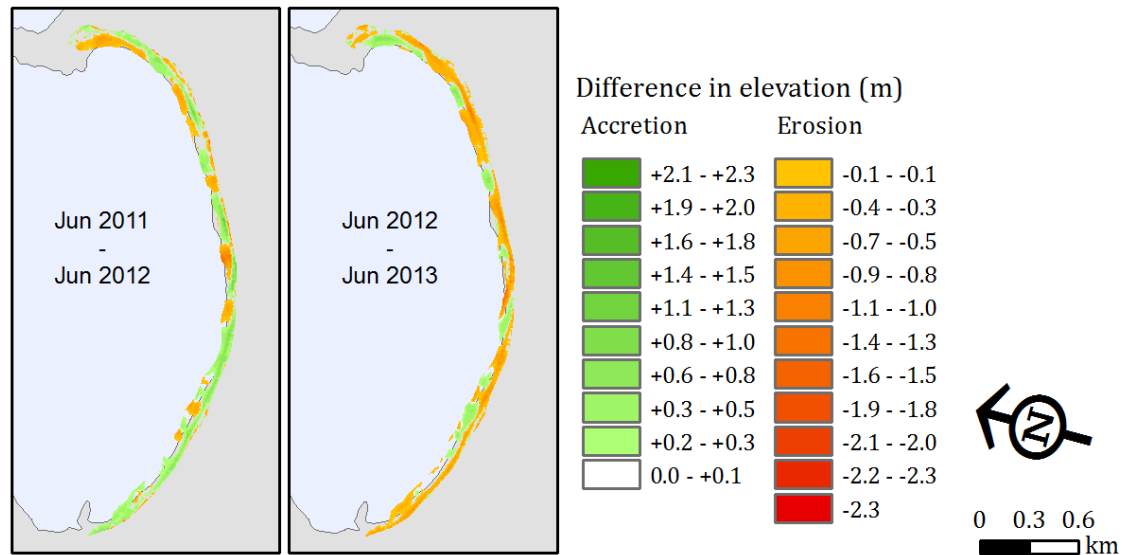 Jun 2011
-
Jun 2012
Jun 2012
-
Jun 2013
Difference in elevation (m)
Accretion
Erosion
+2.1 - +2.3
+1.9 - +2.0
+1.6 - +1.8
+1.4 - +1.5
+1.1 - +1.3
+0.8 - +1.0
+0.6 - +0.8
+0.3 - +0.5
+0.2 - +0.3
0.0 - +0.1
-0.1 - -0.1
-0.4 - -0.3
-0.7 - -0.5
-0.9 - -0.8
-1.1 - -1.0
-1.4 - -1.3
-1.6 - -1.5
-1.9 - -1.8
-2.1 - -2.0
-2.2 - -2.3
-2.3
N
0 0.3 0.6
km